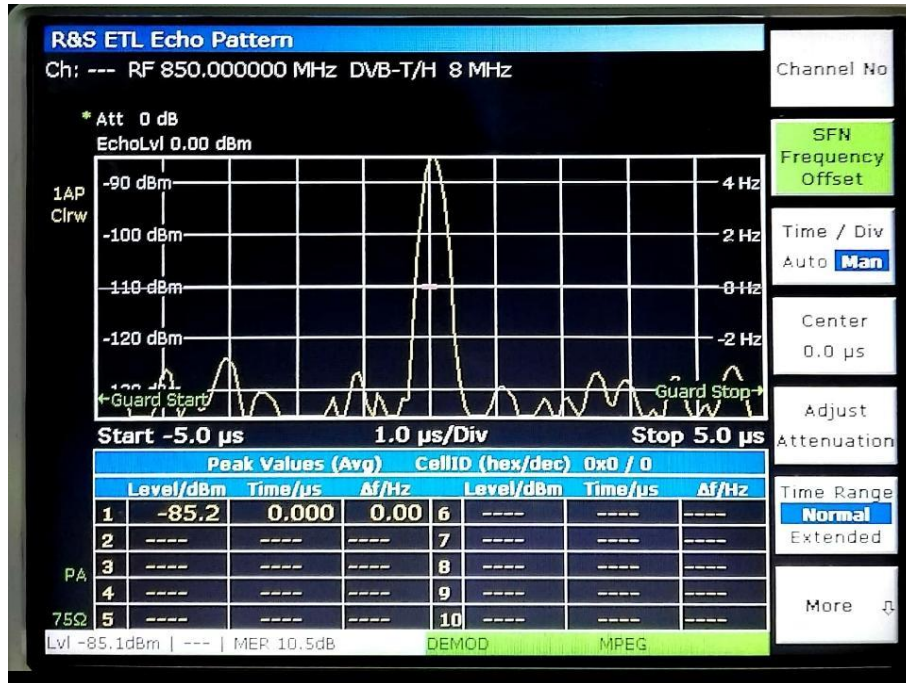 R&S ETL Echo Pattern
Ch: --- RF 850.000000 MHz DVB-T/H 8 MHz
* Att 0 dB
EchoLvl 0.00 dBm
1AP
Clrw
-90 dBm
4 Hz
-100 dBm
2 Hz
-110 dBm
0 Hz
-120 dBm
-2 Hz
←Guard Start
Guard Stop→
Start -5.0 µs 1.0 µs/Div Stop 5.0 µs
Peak Values (Avg) CellID (hex/dec) 0x0 / 0
Level/dBm Time/µs Δf/Hz Level/dBm Time/µs Δf/Hz
1 -85.2 0.000 0.00 6 ---- ---- ----
2 ---- ---- ---- 7 ---- ---- ----
3 ---- ---- ---- 8 ---- ---- ----
4 ---- ---- ---- 9 ---- ---- ----
5 ---- ---- ---- 10 ---- ---- ----
PA
75Ω
Lvl -85.1dBm | --- | MER 10.5dB DEMOD MPEG
Channel No
SFN
Frequency
Offset
Time / Div
Auto Man
Center
0.0 µs
Adjust
Attenuation
Time Range
Normal
Extended
More ⇩